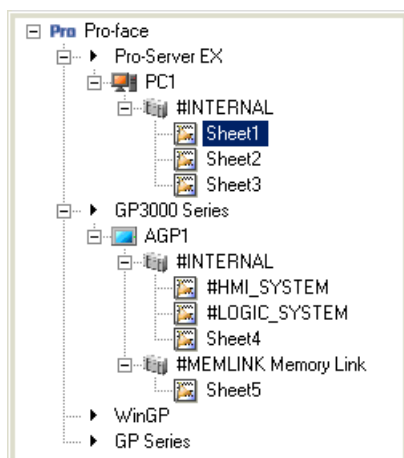 Pro Pro-face
Pro-Server EX
PC1
#INTERNAL
Sheet1
Sheet2
Sheet3
GP3000 Series
AGP1
#INTERNAL
#HMI_SYSTEM
#LOGIC_SYSTEM
Sheet4
#MEMLINK Memory Link
Sheet5
WinGP
GP Series